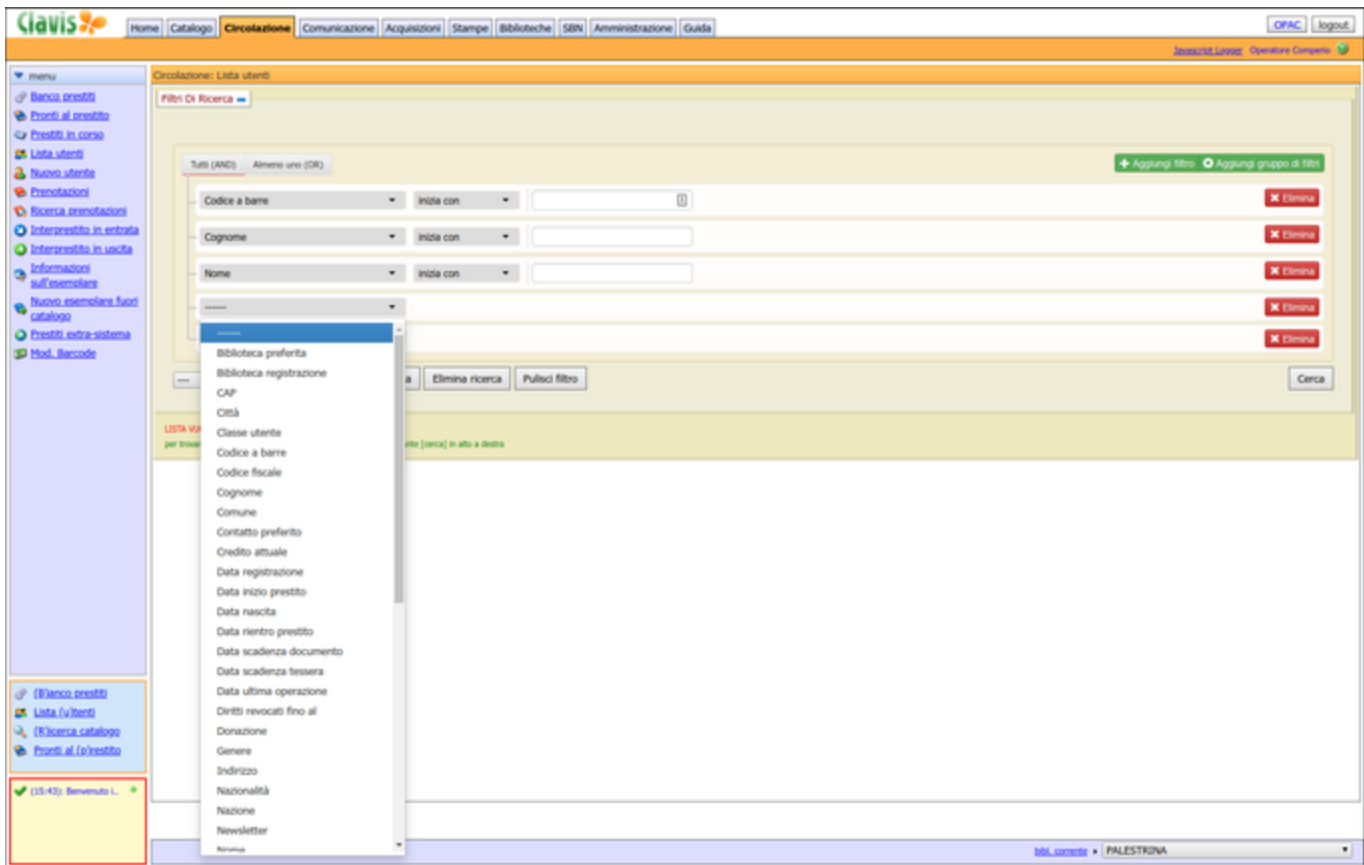 Clavis
Home Catalogo Circolazione Comunicazione Acquisizioni Stampe Biblioteche SBN Amministrazione Guida
OPAC logout
Javascript Logger Operatore Comperio
menu
Banco prestiti
Pronti al prestito
Prestiti in corso
Lista utenti
Nuovo utente
Prenotazioni
Ricerca prenotazioni
Interprestito in entrata
Interprestito in uscita
Informazioni
sull'esemplare
Nuovo esemplare fuori
catalogo
Prestiti extra-sistema
Mod. Barcode
(B)anco prestiti
Lista (u)tenti
(R)icerca catalogo
Pronti al (p)restito
(15:43): Benvenuto i...
Circolazione: Lista utenti
Filtri Di Ricerca
Tutti (AND) Almeno uno (OR)
Aggiungi filtro Aggiungi gruppo di filtri
Codice a barre inizia con Elimina
Cognome inizia con Elimina
Nome inizia con Elimina
------ Elimina
Elimina
------
Biblioteca preferita
Biblioteca registrazione
CAP
Città
Classe utente
Codice a barre
Codice fiscale
Cognome
Comune
Contatto preferito
Credito attuale
Data registrazione
Data inizio prestito
Data nascita
Data rientro prestito
Data scadenza documento
Data scadenza tessera
Data ultima operazione
Diritti revocati fino al
Donazione
Genere
Indirizzo
Nazionalità
Nazione
Newsletter
Nome
---- a Elimina ricerca Pulisci filtro Cerca
LISTA
per [cerca] in alto a destra
bibl. corrente PALESTRINA